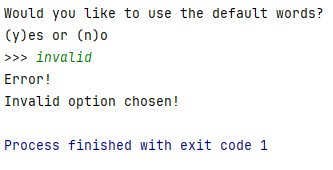 Would you like to use the default words?
(y)es or (n)o
>>> invalid
Error!
Invalid option chosen!
Process finished with exit code 1